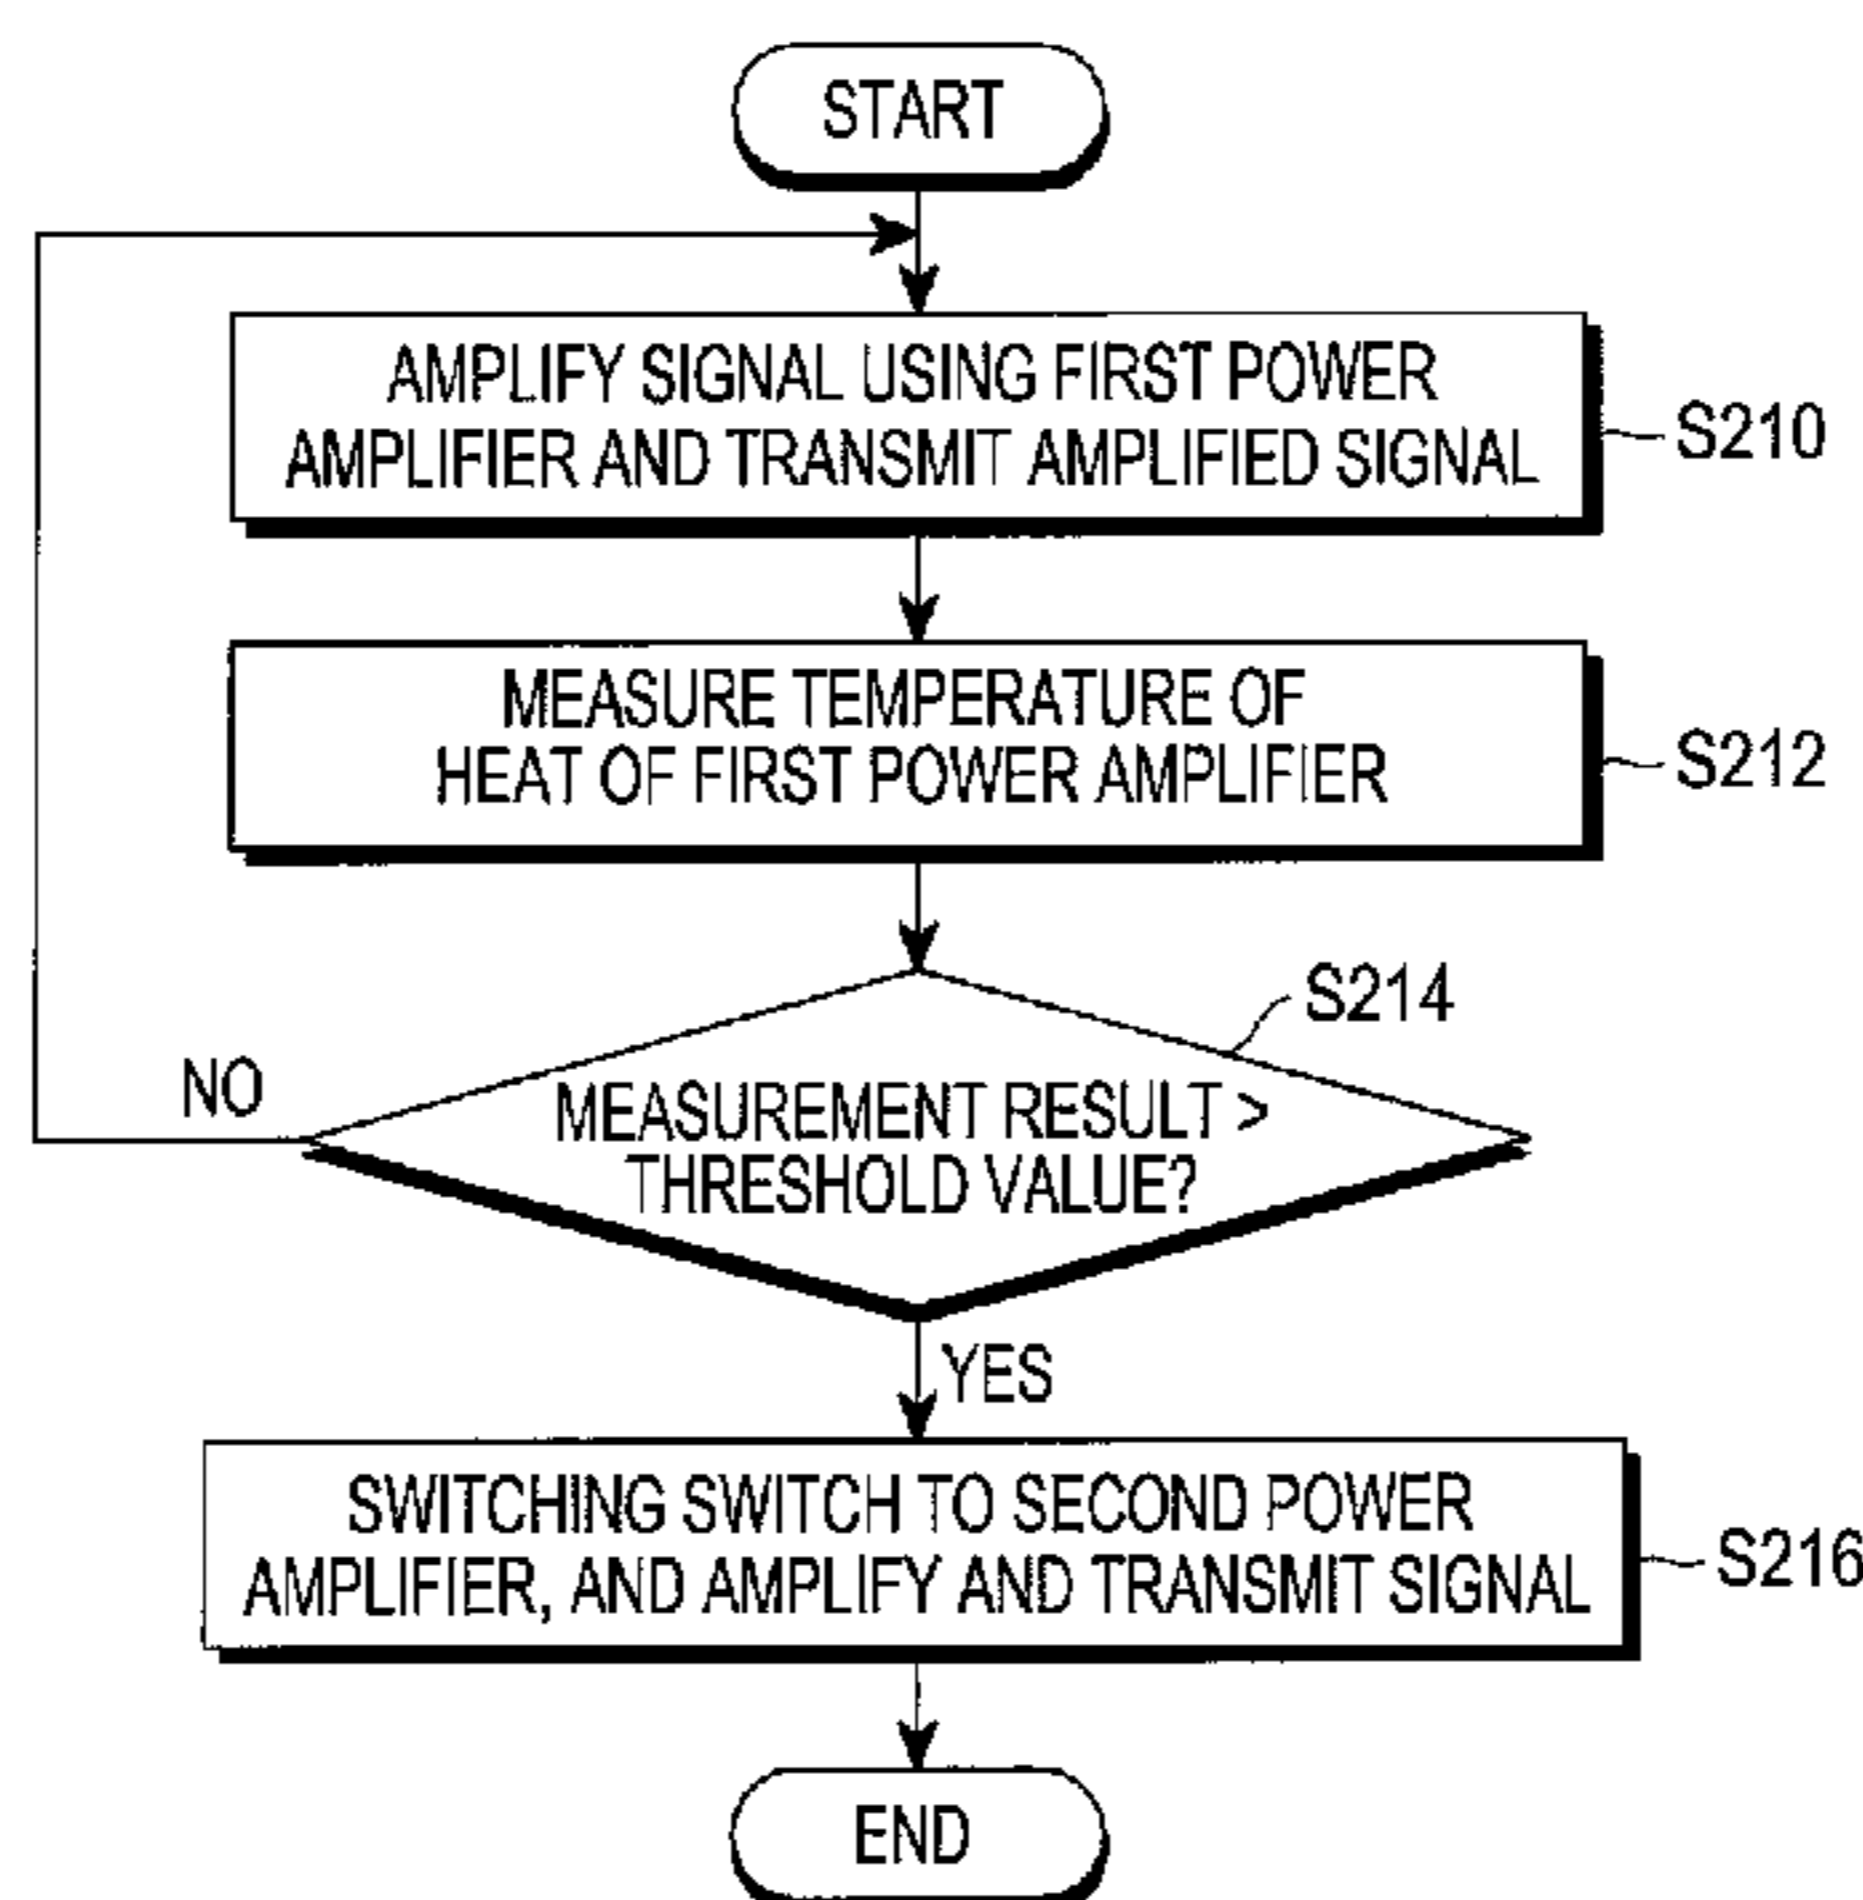 START
AMPLIFY SIGNAL USING FIRST POWER
AMPLIFIER AND TRANSMIT AMPLIFIED SIGNAL
S210
MEASURE TEMPERATURE OF
HEAT OF FIRST POWER AMPLIFIER
S212
S214
NO
MEASUREMENT RESULT >
THRESHOLD VALUE?
YES
SWITCHING SWITCH TO SECOND POWER
AMPLIFIER, AND AMPLIFY AND TRANSMIT SIGNAL
S216
END